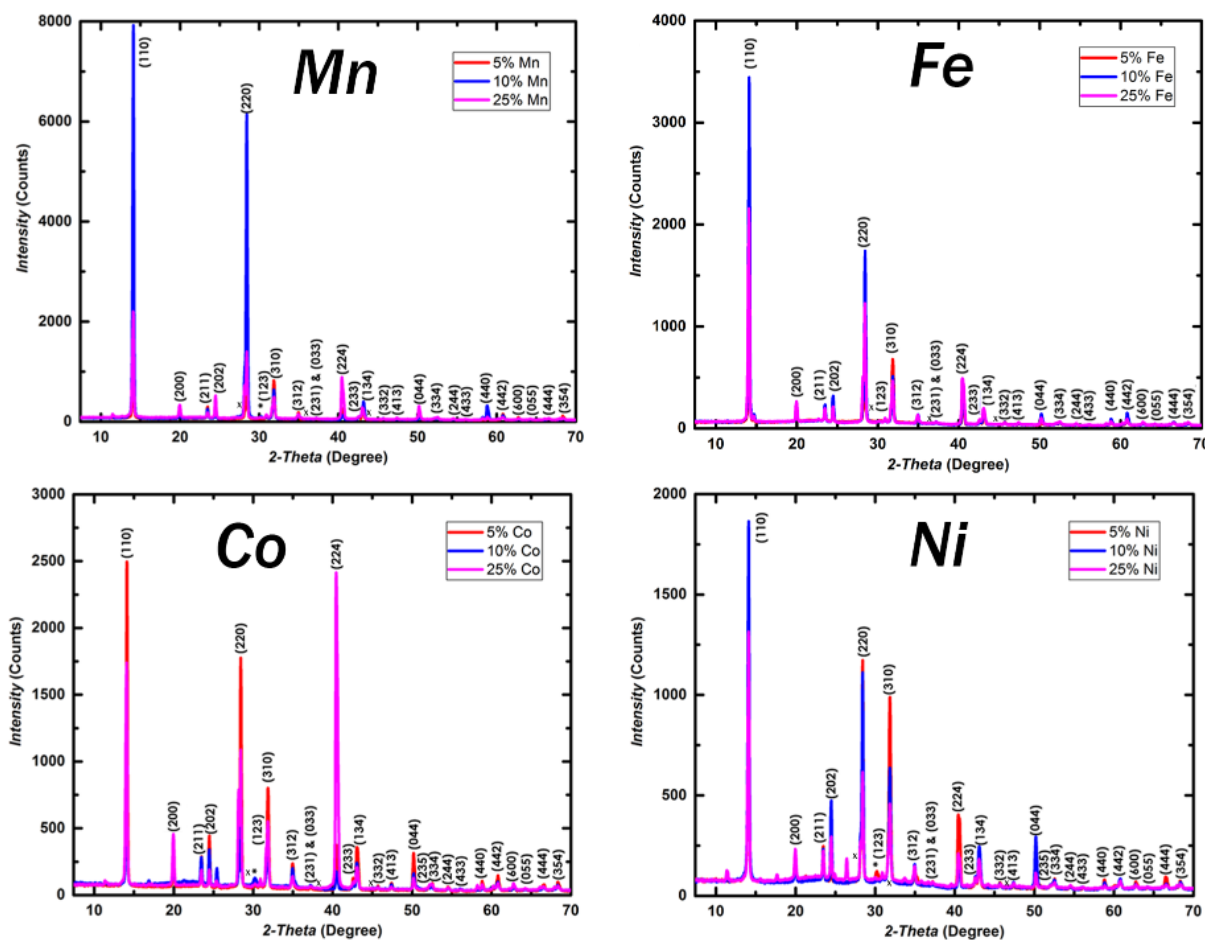 Mn
5% Mn
10% Mn
25% Mn
Intensity (Counts)
8000
6000
4000
2000
0
(110)
(200)
(211)
(202)
x
(220)
*
(123)
(310)
(312)
x
(231) & (033)
(224)
(233)
(134)
x
(332)
(413)
(044)
(334)
(244)
(433)
(440)
(442)
(600)
(055)
(444)
(354)
10 20 30 40 50 60 70
2-Theta (Degree)
Fe
5% Fe
10% Fe
25% Fe
Intensity (Counts)
4000
3000
2000
1000
0
(110)
(200)
(211)
(202)
(220)
x
(123)
(310)
(312)
(231) & (033)
(224)
(233)
(134)
x
(332)
(413)
(044)
(334)
(244)
(433)
(440)
(442)
(600)
(055)
(444)
(354)
10 20 30 40 50 60 70
2-Theta (Degree)
Co
5% Co
10% Co
25% Co
Intensity (Counts)
3000
2500
2000
1500
1000
500
0
(110)
(200)
(211)
(202)
(220)
x
*
(123)
(310)
(312)
(231) & (033)
x
(224)
(233)
(134)
(332)
(413)
(044)
(235)
(334)
(244)
(433)
(440)
(442)
(600)
(055)
(444)
(354)
10 20 30 40 50 60 70
2-Theta (Degree)
Ni
5% Ni
10% Ni
25% Ni
Intensity (Counts)
2000
1500
1000
500
0
(110)
(200)
(211)
(202)
x
(220)
*
(123)
(310)
x
(312)
(231) & (033)
(224)
(233)
(134)
(332)
(413)
(044)
(235)
(334)
(244)
(433)
(440)
(442)
(600)
(055)
(444)
(354)
10 20 30 40 50 60 70
2-Theta (Degree)